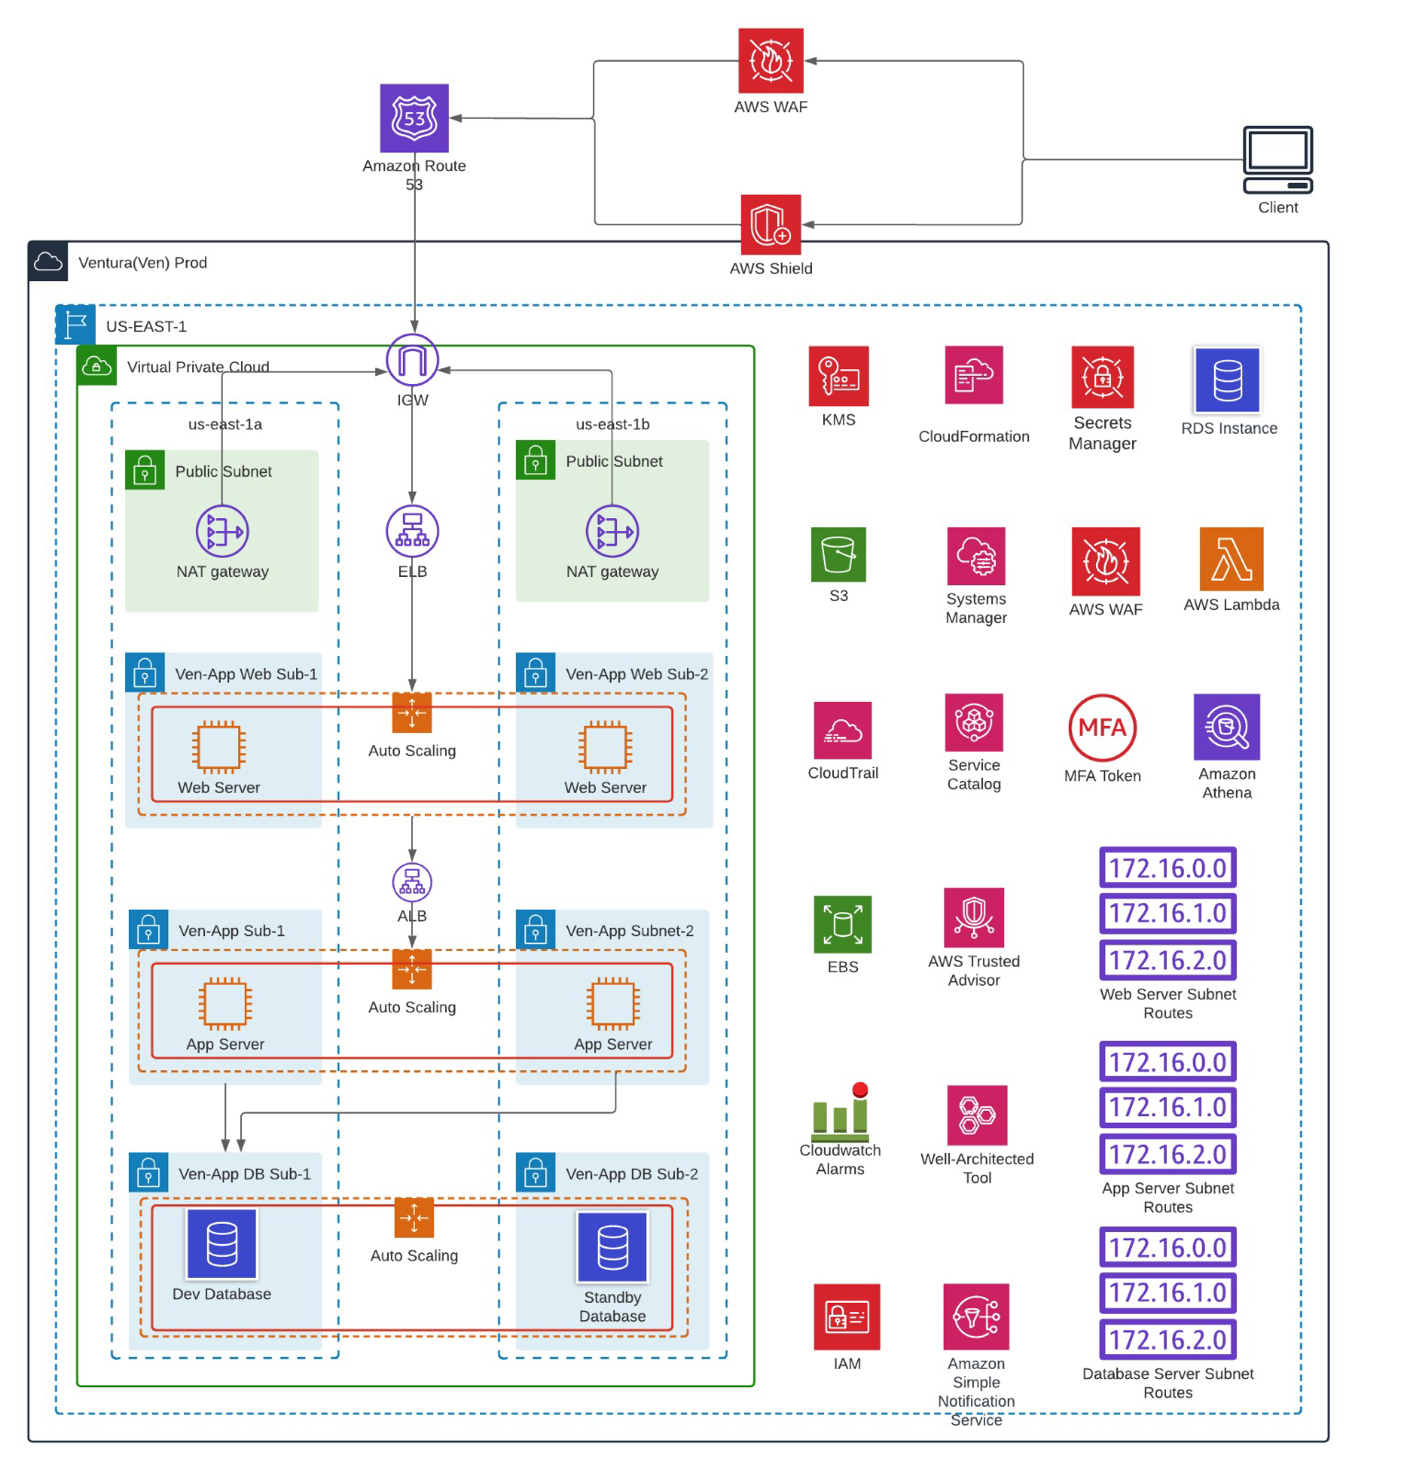 AWS WAF
53
Amazon Route
53
Client
AWS Shield
Ventura(Ven) Prod
US-EAST-1
Virtual Private Cloud
IGW
us-east-1a
us-east-1b
Public Subnet
Public Subnet
NAT gateway
ELB
NAT gateway
Ven-App Web Sub-1
Ven-App Web Sub-2
Auto Scaling
Web Server
Web Server
ALB
Ven-App Sub-1
Ven-App Subnet-2
Auto Scaling
App Server
App Server
Ven-App DB Sub-1
Ven-App DB Sub-2
Auto Scaling
Dev Database
Standby
Database
KMS
CloudFormation
Secrets
Manager
RDS Instance
S3
Systems
Manager
AWS WAF
AWS Lambda
CloudTrail
Service
Catalog
MFA
MFA Token
Amazon
Athena
EBS
AWS Trusted
Advisor
172.16.0.0
172.16.1.0
172.16.2.0
Web Server Subnet
Routes
Cloudwatch
Alarms
Well-Architected
Tool
172.16.0.0
172.16.1.0
172.16.2.0
App Server Subnet
Routes
IAM
Amazon
Simple
Notification
Service
172.16.0.0
172.16.1.0
172.16.2.0
Database Server Subnet
Routes